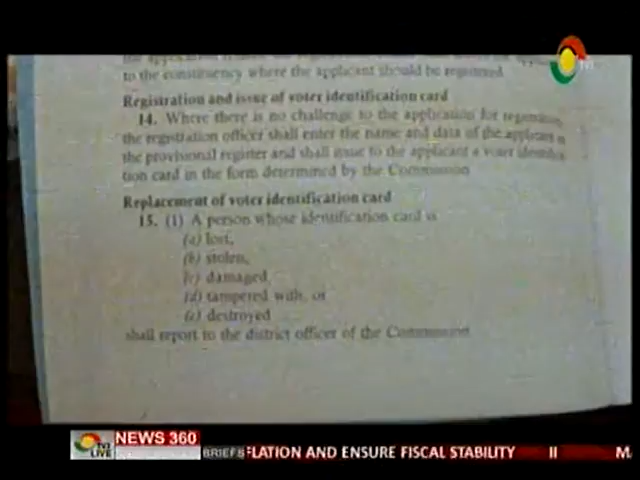 to the constituency where the applicant should be registered
Registration and issue of voter identification card
14. Where there is no challenge to the application for registration,
the registration officer shall enter the name and data of the applicant in
the provisional register and shall issue to the applicant a voter identifica-
tion card in the form determined by the Commission
Replacement of voter identification card
15. (1) A person whose identification card is
(a) lost,
(b) stolen,
(c) damaged,
(d) tampered with, or
(e) destroyed
shall report to the district officer of the Commission
TV3
LIVE
NEWS 360
BRIEFS
FLATION AND ENSURE FISCAL STABILITY II M